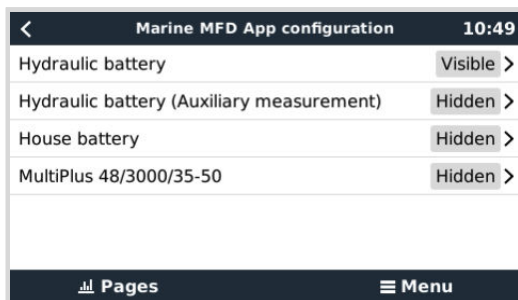 Marine MFD App configuration 10:49
Hydraulic battery Visible
Hydraulic battery (Auxiliary measurement) Hidden
House battery Hidden
MultiPlus 48/3000/35-50 Hidden
Pages Menu